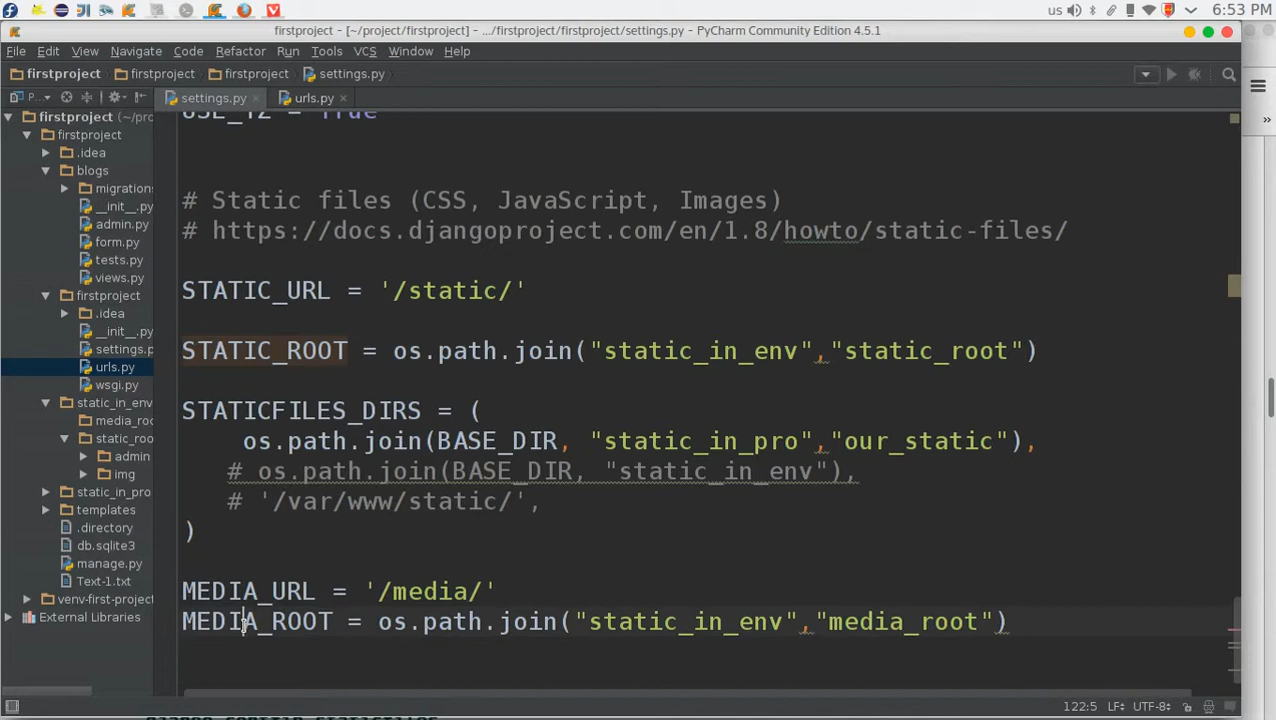 us
6:53 PM
firstproject - [~/project/firstproject] - .../firstproject/firstproject/settings.py - PyCharm Community Edition 4.5.1
File Edit View Navigate Code Refactor Run Tools VCS Window Help
firstproject firstproject firstproject settings.py
P... settings.py × urls.py ×
firstproject (~/pro
firstproject
.idea
blogs
migration
__init__.py
admin.py
form.py
tests.py
views.py
firstproject
.idea
__init__.py
settings.p
urls.py
wsgi.py
static_in_env
media_roo
static_roo
admin
img
static_in_pro
templates
.directory
db.sqlite3
manage.py
Text-1.txt
venv-first-projec
External Libraries
USE_TZ = True
# Static files (CSS, JavaScript, Images)
# https://docs.djangoproject.com/en/1.8/howto/static-files/
STATIC_URL = '/static/'
STATIC_ROOT = os.path.join("static_in_env","static_root")
STATICFILES_DIRS = (
os.path.join(BASE_DIR, "static_in_pro","our_static"),
# os.path.join(BASE_DIR, "static_in_env"),
# '/var/www/static/',
)
MEDIA_URL = '/media/'
MEDIA_ROOT = os.path.join("static_in_env","media_root")
122:5 LF÷ UTF-8÷